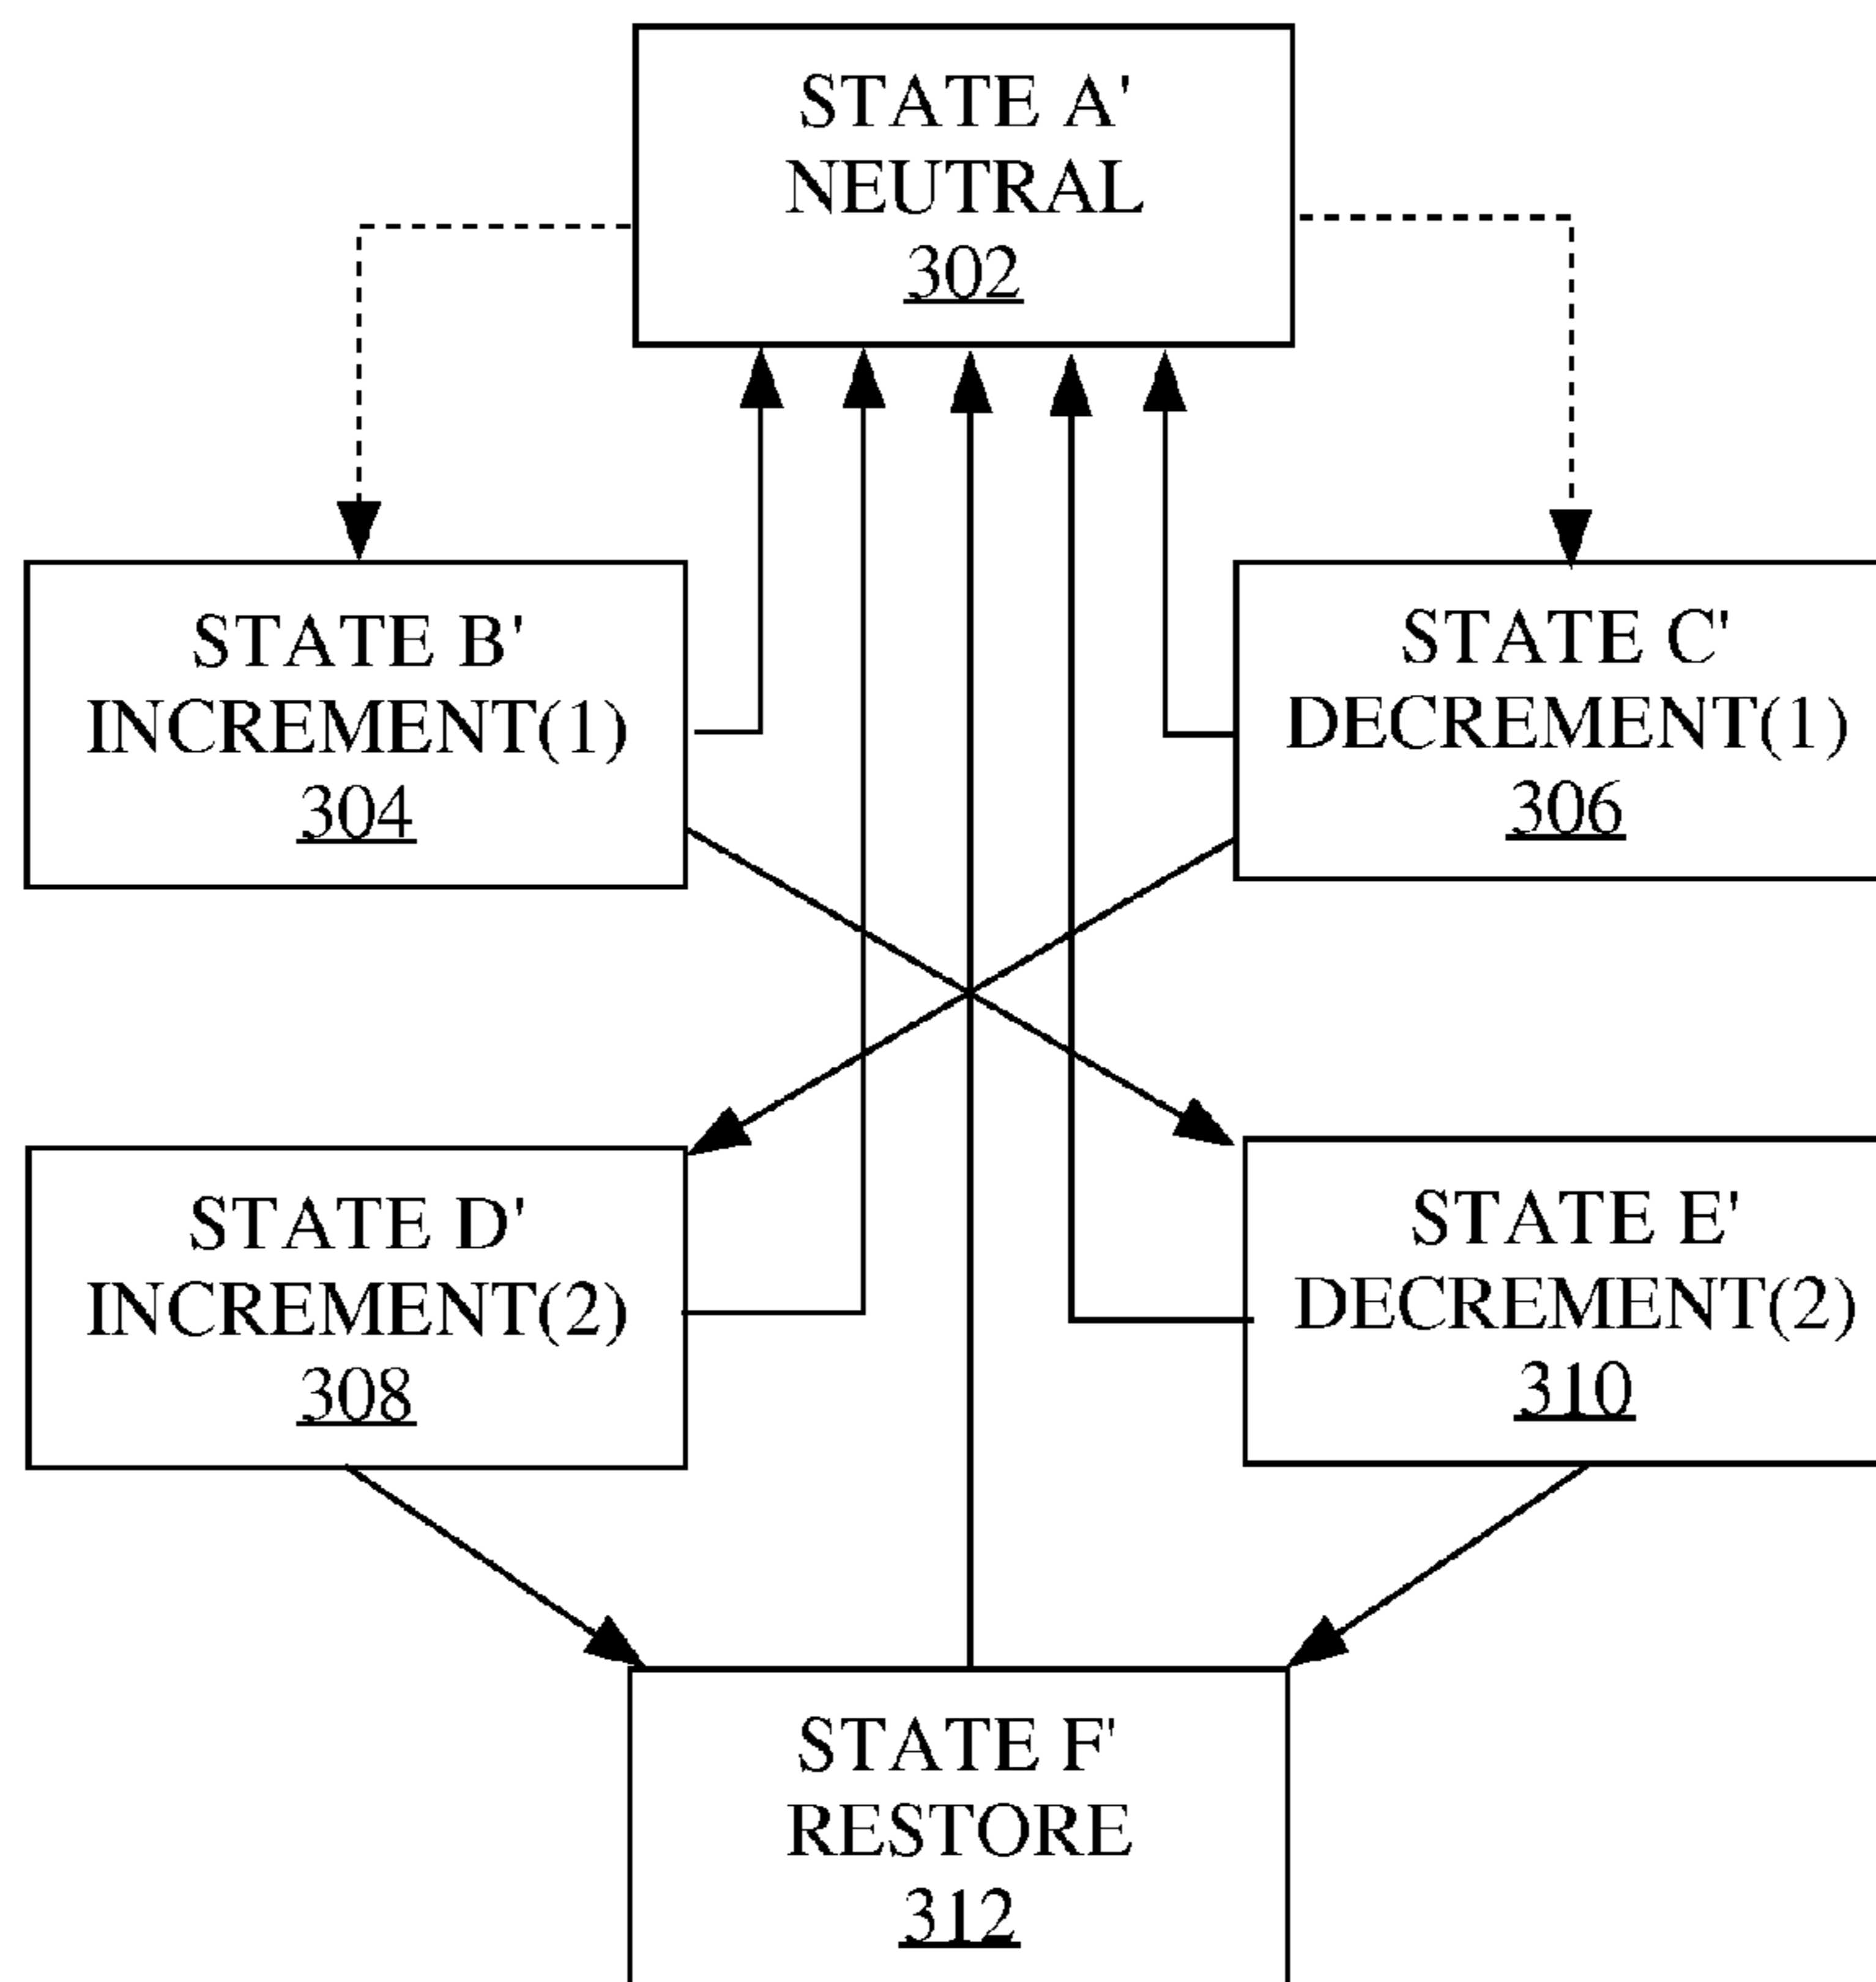 STATE A'
NEUTRAL
302
STATE B'
INCREMENT(1)
304
STATE C'
DECREMENT(1)
306
STATE D'
INCREMENT(2)
308
STATE E'
DECREMENT(2)
310
STATE F'
RESTORE
312